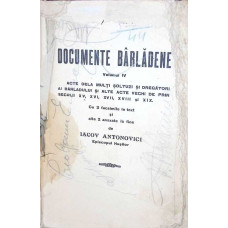 DOCUMENTE BÂRLĂDENE
Volumul IV
ACTE DELA MULȚI ȘOLTUZI ȘI DREGĂTORI
AI BÂRLADULUI ȘI ALTE ACTE VECHI DE PRIN
SECOLII XV, XVI, XVII, XVIII ȘI XIX.
Cu 3 facsimile în text
și
alte 2 anexate la fine
de
IACOV ANTONOVICI
Episcopul Hușilor